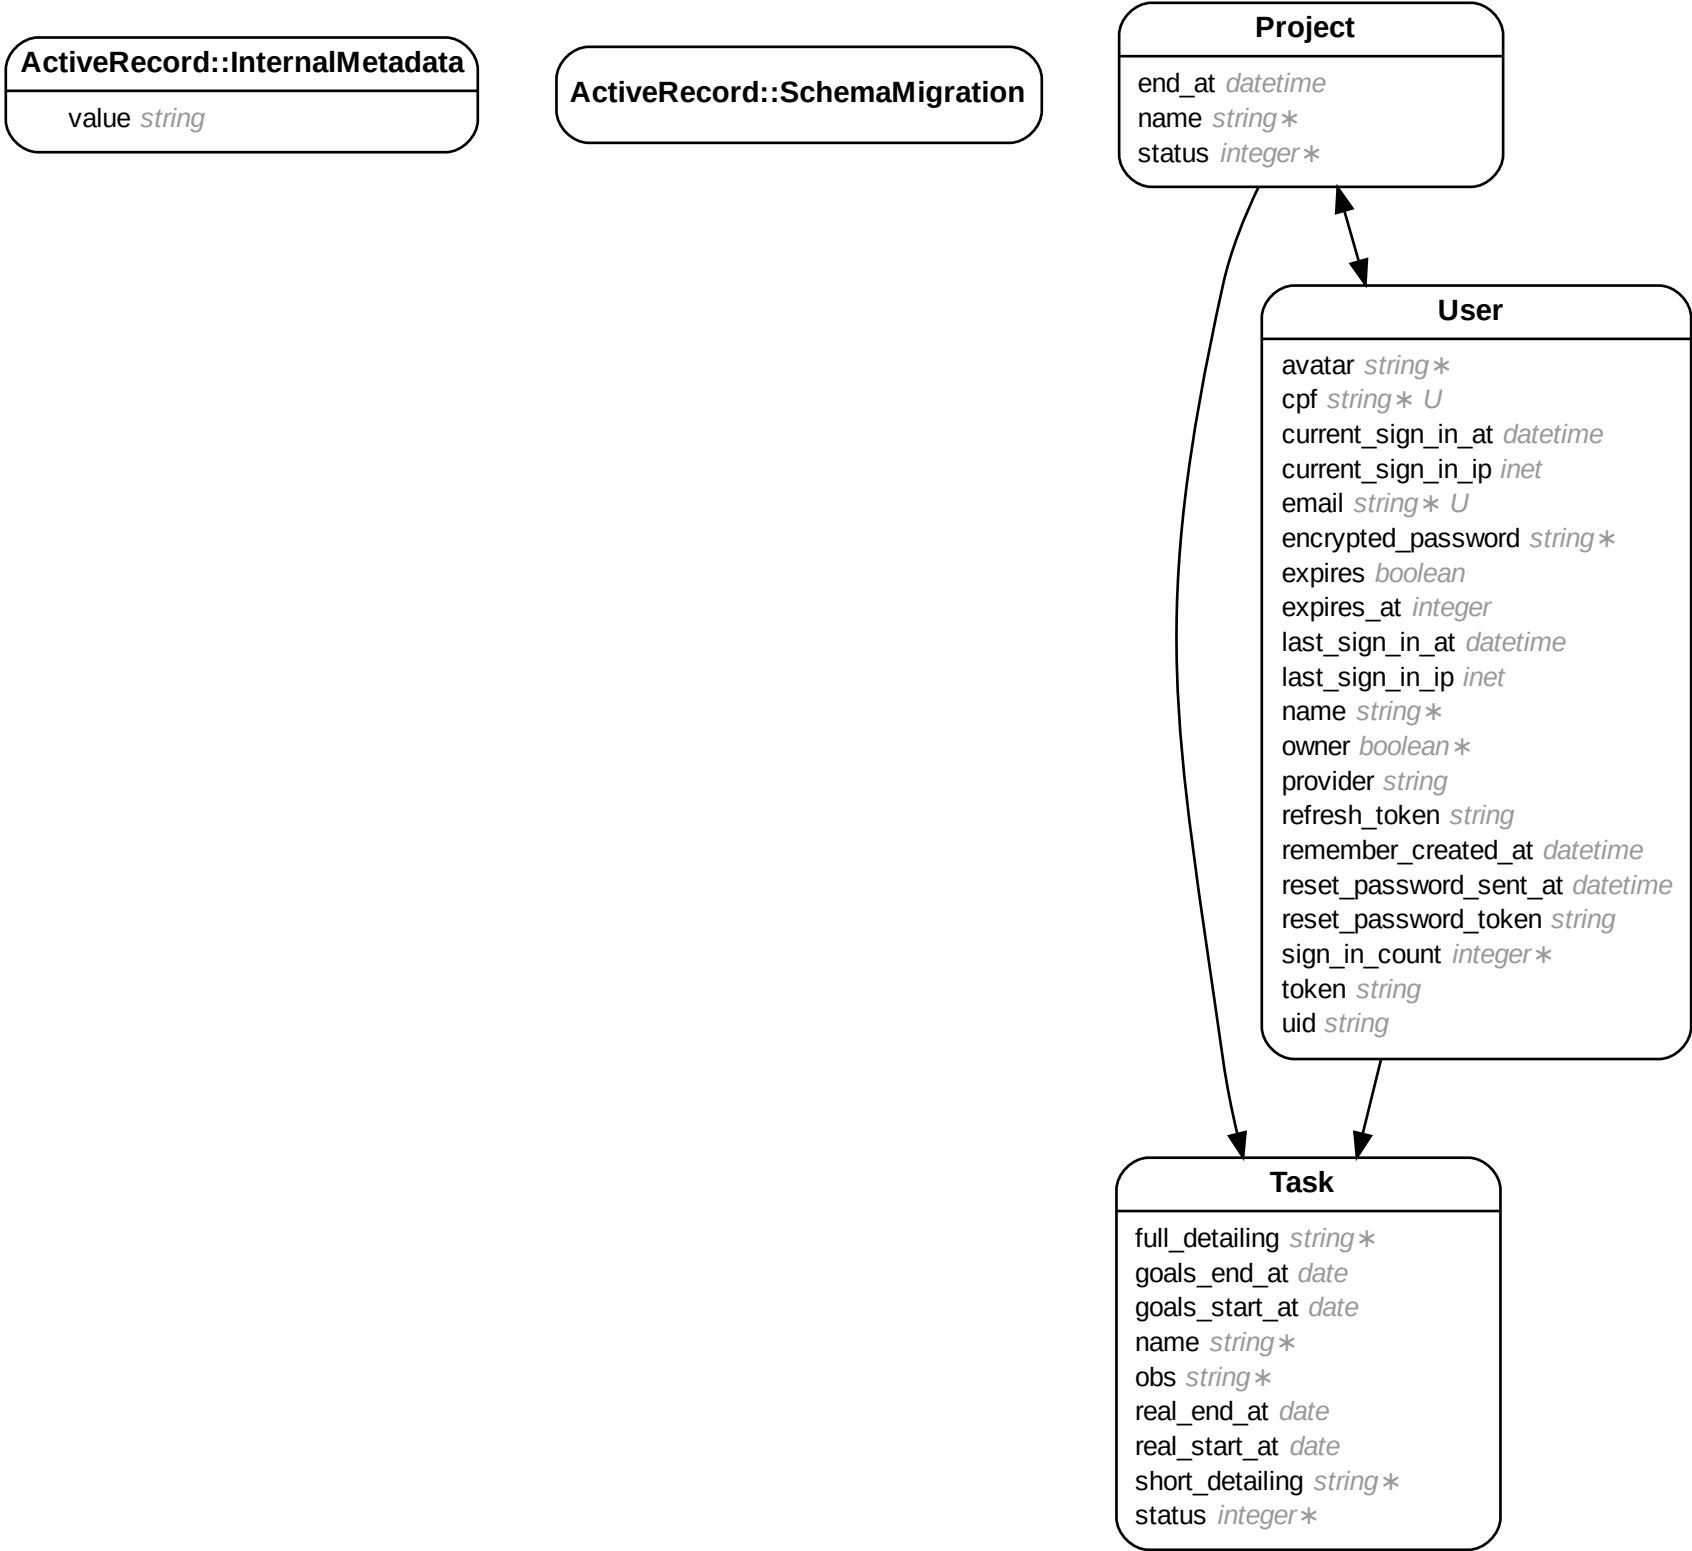 ActiveRecord::InternalMetadata
value string
ActiveRecord::SchemaMigration
Project
end_at datetime
name string∗
status integer∗
User
avatar string∗
cpf string∗ U
current_sign_in_at datetime
current_sign_in_ip inet
email string∗ U
encrypted_password string∗
expires boolean
expires_at integer
last_sign_in_at datetime
last_sign_in_ip inet
name string∗
owner boolean∗
provider string
refresh_token string
remember_created_at datetime
reset_password_sent_at datetime
reset_password_token string
sign_in_count integer∗
token string
uid string
Task
full_detailing string∗
goals_end_at date
goals_start_at date
name string∗
obs string∗
real_end_at date
real_start_at date
short_detailing string∗
status integer∗